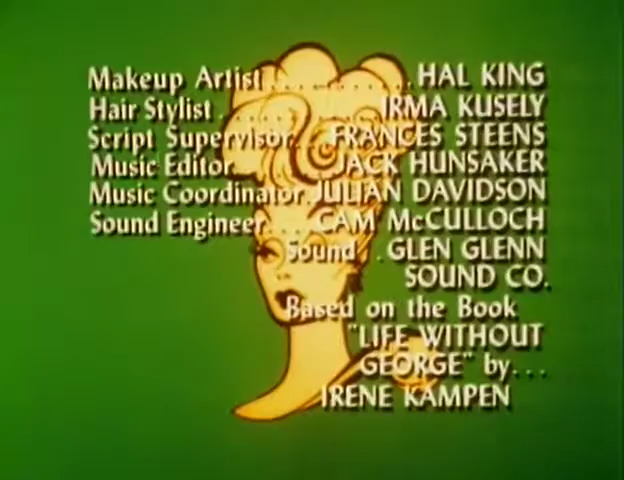 Makeup Artist . . . . . . . . . . . HAL KING
Hair Stylist . . . . . . . . . . IRMA KUSELY
Script Supervisor . . . FRANCES STEENS
Music Editor . . . . . . . JACK HUNSAKER
Music Coordinator . JULIAN DAVIDSON
Sound Engineer . . . . CAM McCULLOCH
Sound . . GLEN GLENN
SOUND CO.
Based on the Book
"LIFE WITHOUT
GEORGE" by . . .
IRENE KAMPEN